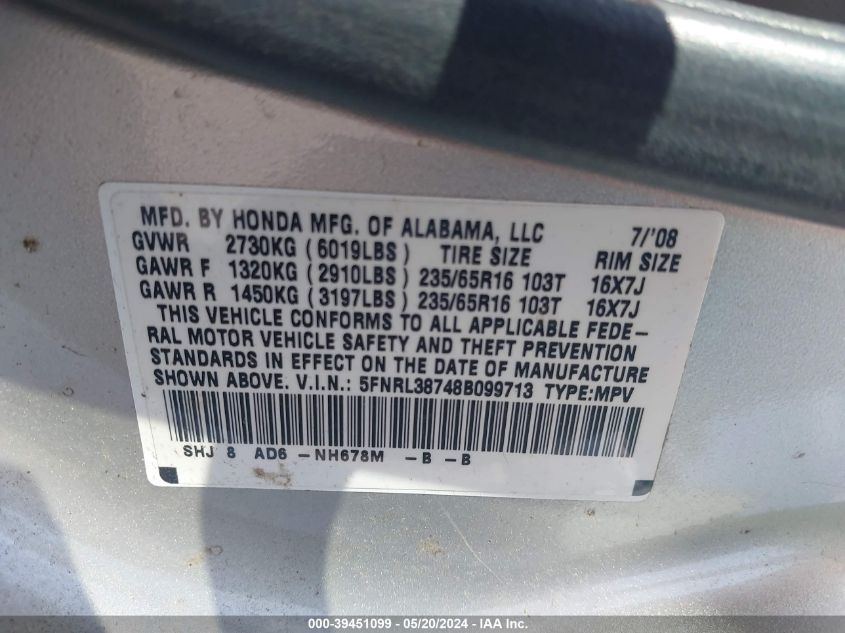 MFD. BY HONDA MFG. OF ALABAMA, LLC 7/'08
GVWR 2730KG (6019LBS) TIRE SIZE RIM SIZE
GAWR F 1320KG (2910LBS) 235/65R16 103T 16X7J
GAWR R 1450KG (3197LBS) 235/65R16 103T 16X7J
THIS VEHICLE CONFORMS TO ALL APPLICABLE FEDE-
RAL MOTOR VEHICLE SAFETY AND THEFT PREVENTION
STANDARDS IN EFFECT ON THE DATE OF MANUFACTURE
SHOWN ABOVE. V.I.N.: 5FNRL38748B099713 TYPE:MPV
SHJ 8 AD6 -NH678M -B -B
000-39451099 - 05/20/2024 - IAA Inc.